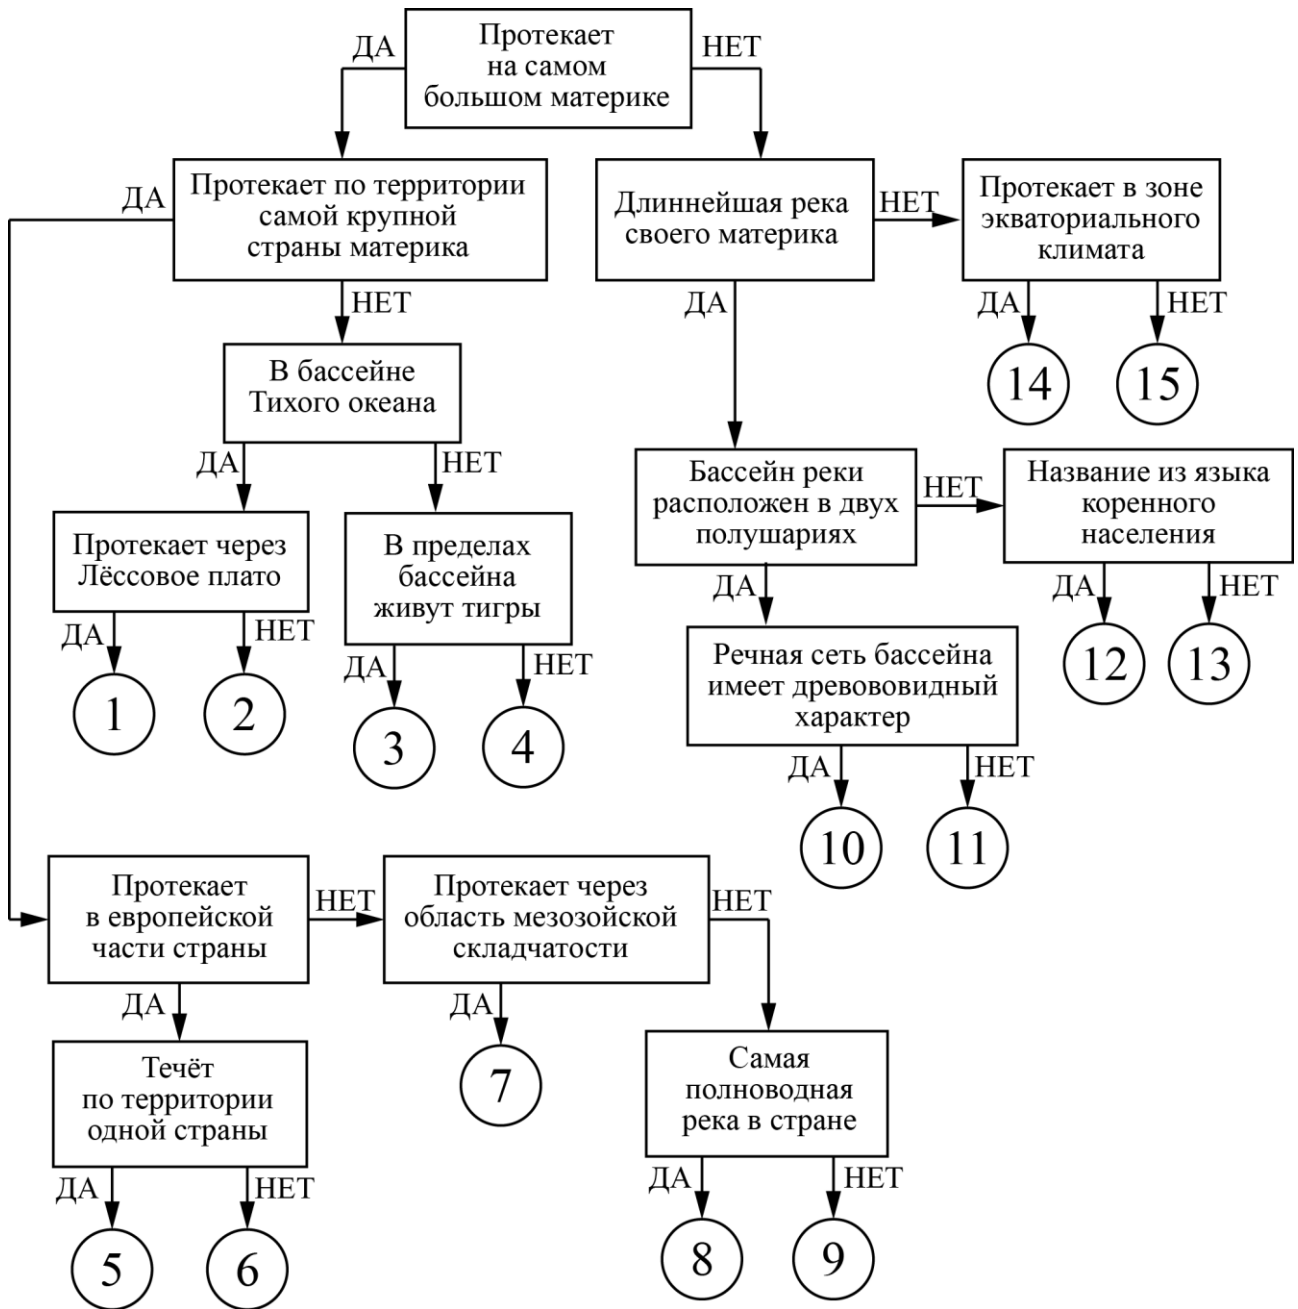 Протекает
на самом
большом материке
ДА
НЕТ
Протекает по территории
самой крупной
страны материка
ДА
НЕТ
Длиннейшая река
своего материка
НЕТ
ДА
Протекает в зоне
экваториального
климата
ДА
НЕТ
14
15
В бассейне
Тихого океана
ДА
НЕТ
Протекает через
Лёссовое плато
ДА
НЕТ
1
2
В пределах
бассейна
живут тигры
ДА
НЕТ
3
4
Бассейн реки
расположен в двух
полушариях
НЕТ
ДА
Название из языка
коренного
населения
ДА
НЕТ
12
13
Речная сеть бассейна
имеет древововидный
характер
ДА
НЕТ
10
11
Протекает
в европейской
части страны
НЕТ
ДА
Протекает через
область мезозойской
складчатости
НЕТ
ДА
7
Течёт
по территории
одной страны
ДА
НЕТ
5
6
Самая
полноводная
река в стране
ДА
НЕТ
8
9